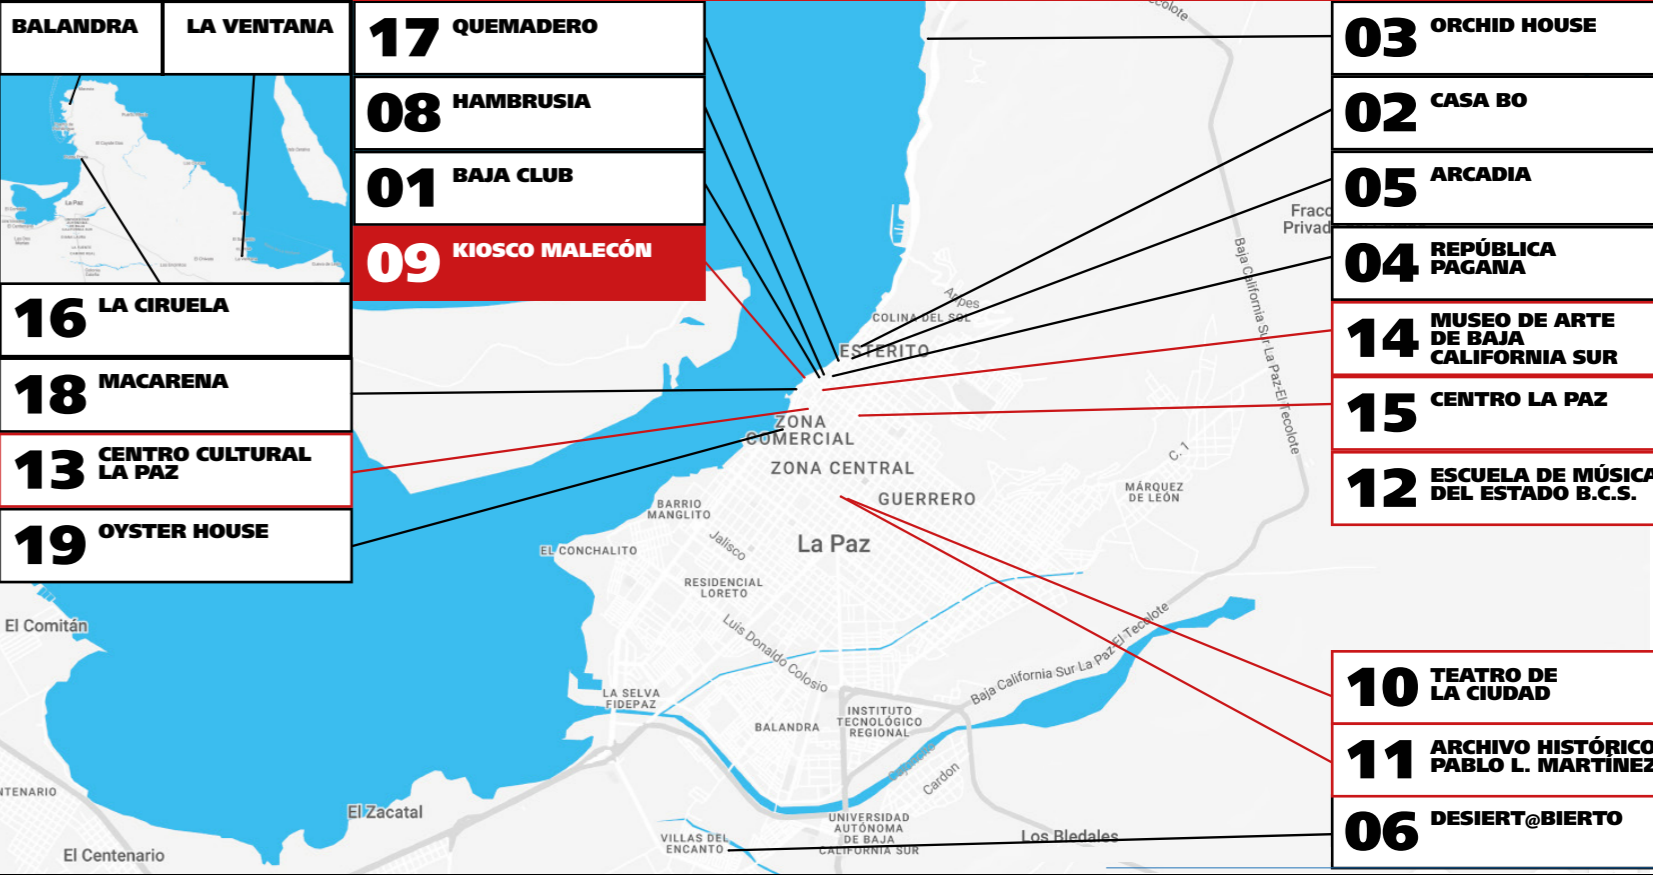 BALANDRA
LA VENTANA
La Paz
16 LA CIRUELA
18 MACARENA
13 CENTRO CULTURAL
LA PAZ
19 OYSTER HOUSE
17 QUEMADERO
08 HAMBRUSIA
01 BAJA CLUB
09 KIOSCO MALECÓN
03 ORCHID HOUSE
02 CASA BO
05 ARCADIA
04 REPÚBLICA
PAGANA
14 MUSEO DE ARTE
DE BAJA
CALIFORNIA SUR
15 CENTRO LA PAZ
12 ESCUELA DE MÚSICA
DEL ESTADO B.C.S.
10 TEATRO DE
LA CIUDAD
11 ARCHIVO HISTÓRICO
PABLO L. MARTÍNEZ
06 DESIERT@BIERTO
Fracc
Privad
Baja California Sur La Paz-El Tecolote
COLINA DEL SOL
ESTERITO
ZONA
COMERCIAL
ZONA CENTRAL
GUERRERO
C. 1
MÁRQUEZ
DE LEÓN
BARRIO
MANGLITO
EL CONCHALITO
Jalisco
La Paz
RESIDENCIAL
LORETO
Luis Donaldo Colosio
Baja California Sur La Paz-El Tecolote
El Comitán
LA SELVA
FIDEPAZ
BALANDRA
INSTITUTO
TECNOLÓGICO
REGIONAL
Cardon
NTENARIO
El Zacatal
El Centenario
VILLAS DEL
ENCANTO
UNIVERSIDAD
AUTÓNOMA
DE BAJA
CALIFORNIA SUR
Los Bledales